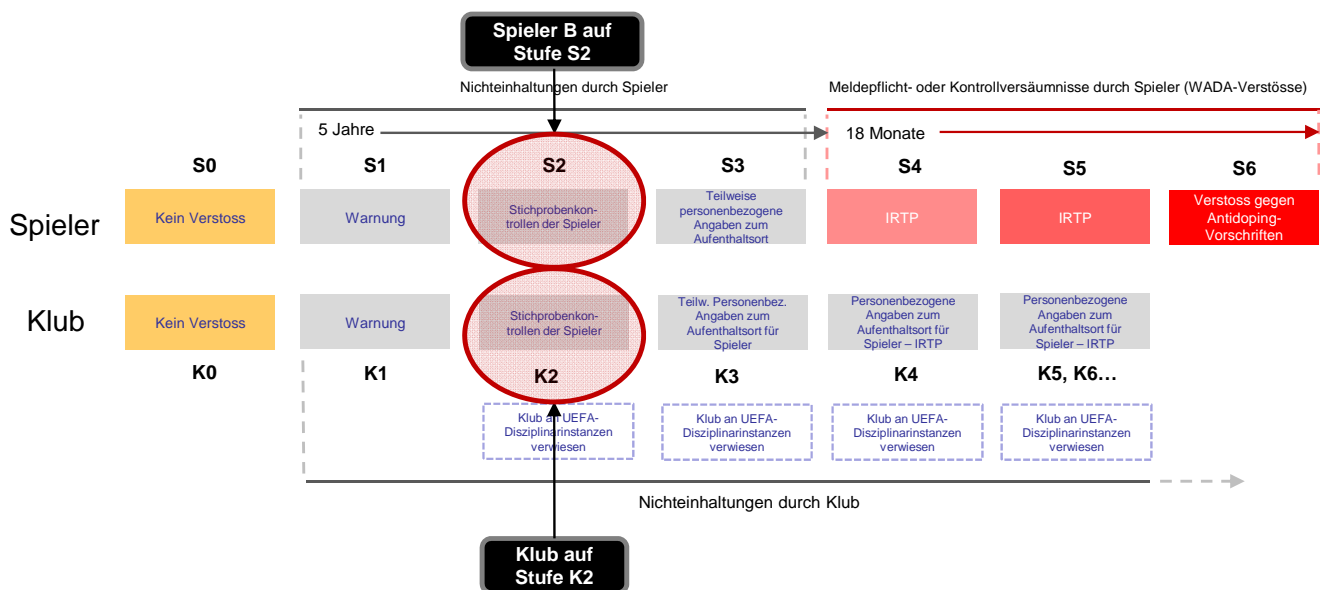 Spieler B auf
Stufe S2
Nichteinhaltungen durch Spieler
Meldepflicht- oder Kontrollversäumnisse durch Spieler (WADA-Verstösse)
5 Jahre
18 Monate
S0
S1
S2
S3
S4
S5
S6
Spieler
Kein Verstoss
Warnung
Stichprobenkon-
trollen der Spieler
Teilweise
personenbezogene
Angaben zum
Aufenthaltsort
IRTP
IRTP
Verstoss gegen
Antidoping-
Vorschriften
Klub
Kein Verstoss
Warnung
Stichprobenkon-
trollen der Spieler
Teilw. Personenbez.
Angaben zum
Aufenthaltsort für
Spieler
Personenbezogene
Angaben zum
Aufenthaltsort für
Spieler – IRTP
Personenbezogene
Angaben zum
Aufenthaltsort für
Spieler – IRTP
K0
K1
K2
K3
K4
K5, K6…
Klub an UEFA-
Disziplinarinstanzen
verwiesen
Klub an UEFA-
Disziplinarinstanzen
verwiesen
Klub an UEFA-
Disziplinarinstanzen
verwiesen
Klub an UEFA-
Disziplinarinstanzen
verwiesen
Nichteinhaltungen durch Klub
Klub auf
Stufe K2